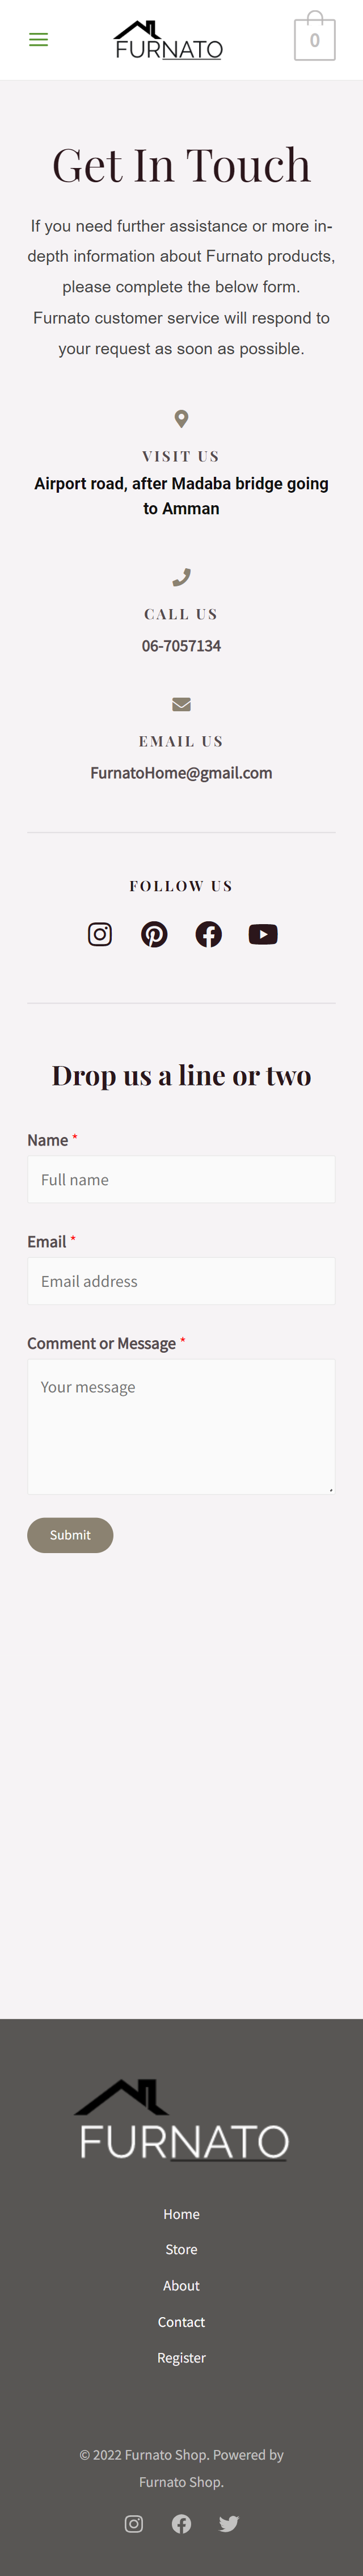 FURNATO
0
Get In Touch
If you need further assistance or more in-
depth information about Furnato products,
please complete the below form.
Furnato customer service will respond to
your request as soon as possible.
VISIT US
Airport road, after Madaba bridge going
to Amman
CALL US
06-7057134
EMAIL US
FurnatoHome@gmail.com
FOLLOW US
Drop us a line or two
Name *
Full name
Email *
Email address
Comment or Message *
Your message
Submit
FURNATO
Home
Store
About
Contact
Register
© 2022 Furnato Shop. Powered by
Furnato Shop.